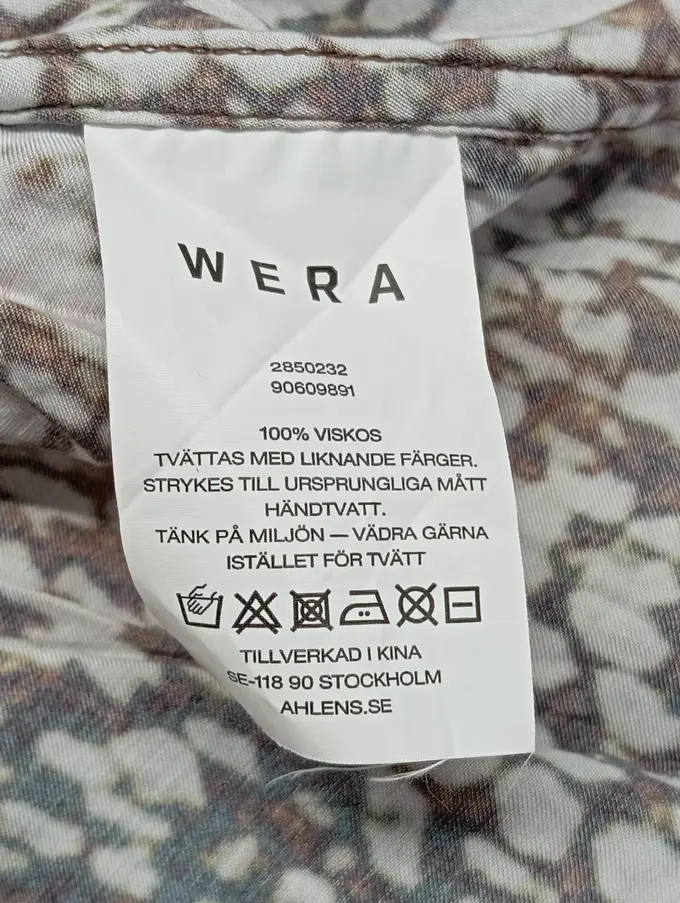 WERA
2850232
90609891
100% VISKOS
TVÄTTAS MED LIKNANDE FÄRGER.
STRYKES TILL URSPRUNGLIGA MÅTT
HÄNDTVATT.
TÄNK PÅ MILJÖN — VÄDRA GÄRNA
ISTÄLLET FÖR TVÄTT
TILLVERKAD I KINA
SE-118 90 STOCKHOLM
AHLENS.SE